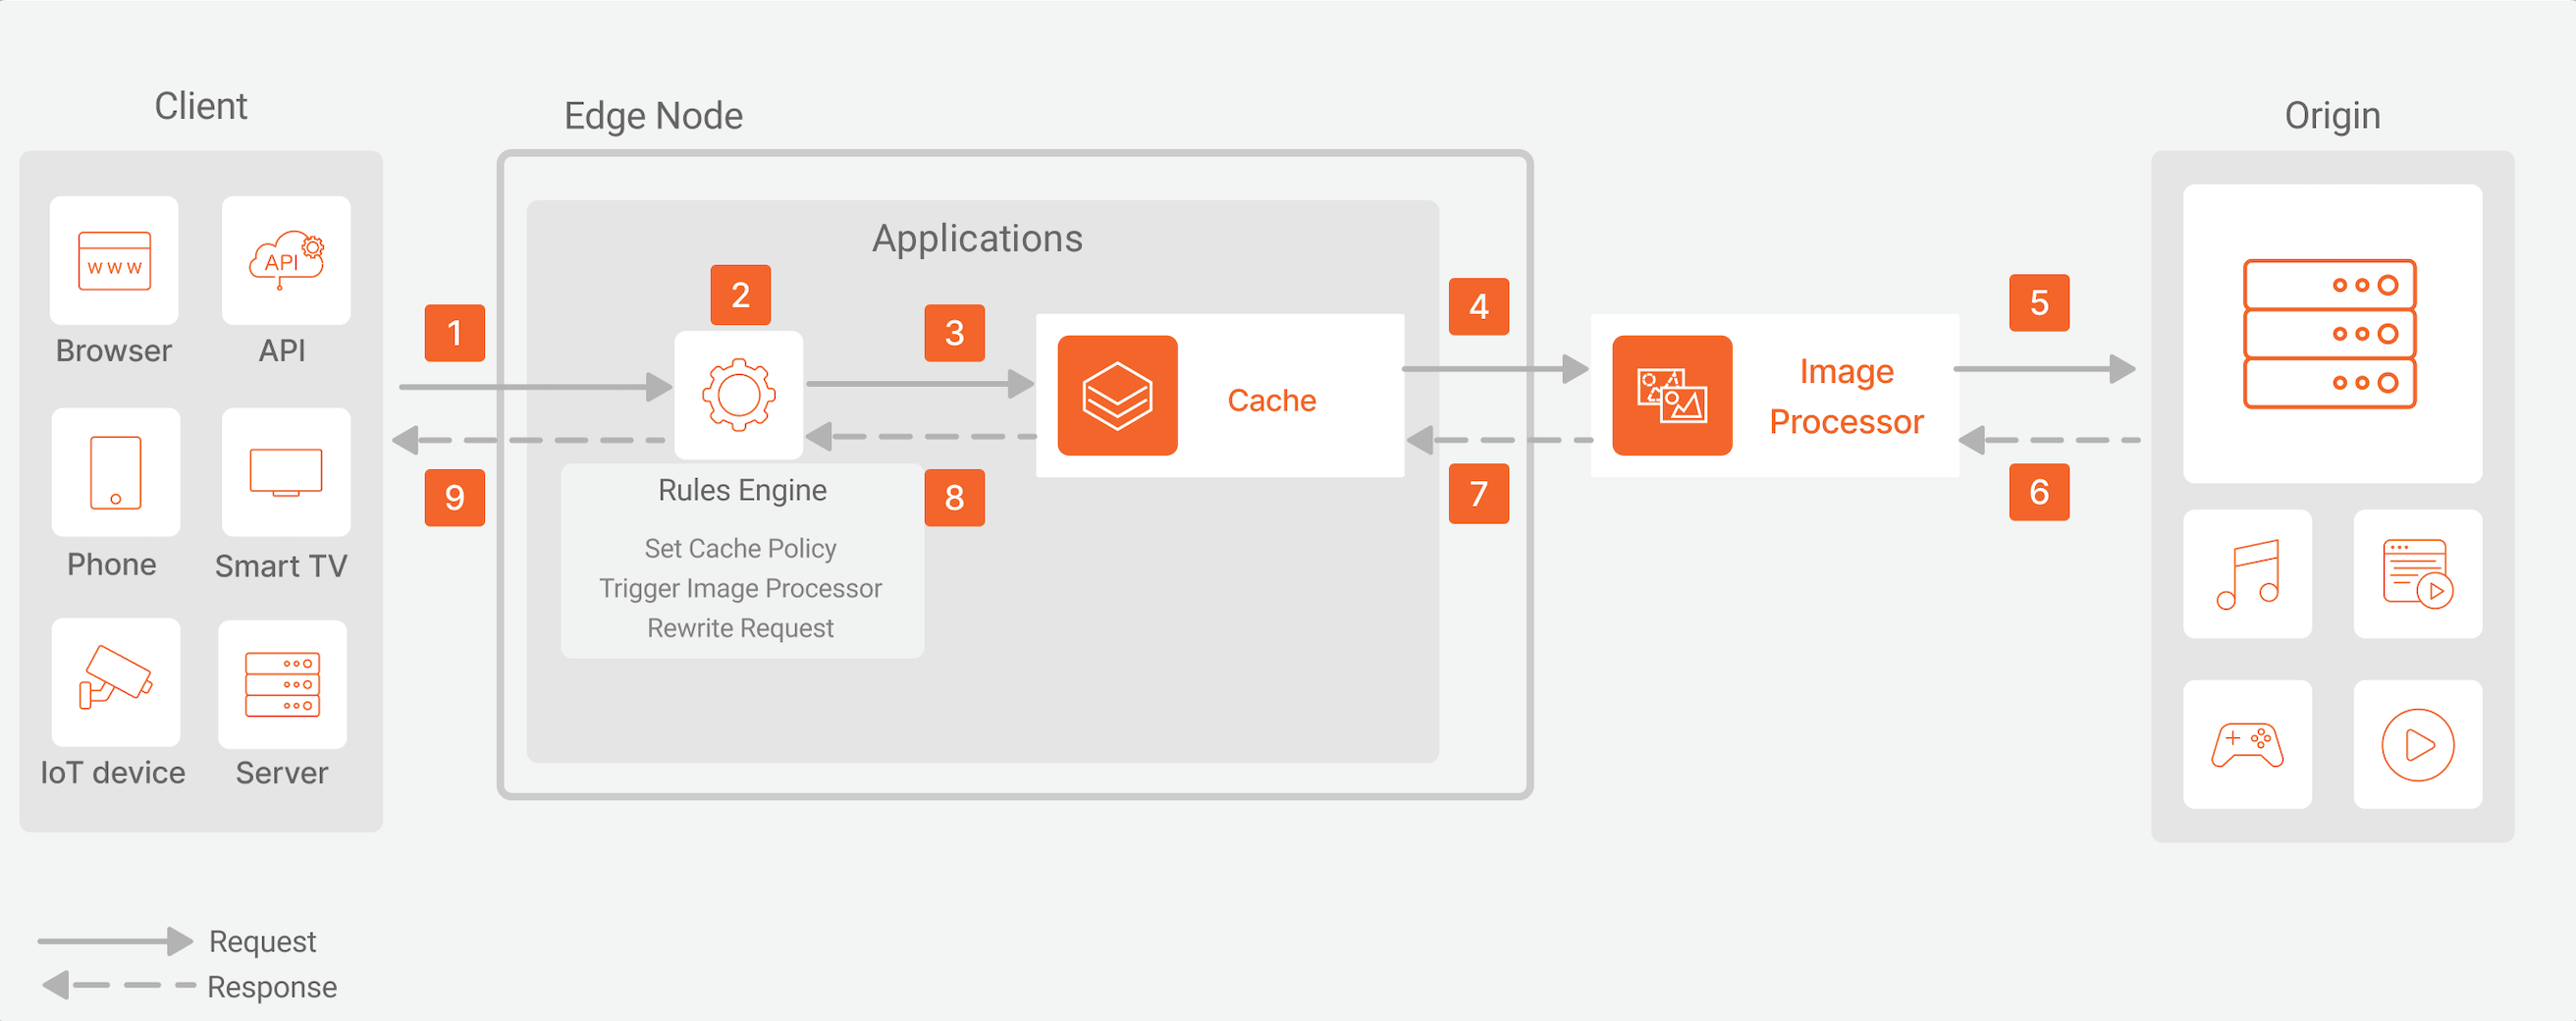 Client
Edge Node
Origin
Applications
WWW
API
Browser
API
Phone
Smart TV
IoT device
Server
1
2
3
4
5
6
7
8
9
Rules Engine
Set Cache Policy
Trigger Image Processor
Rewrite Request
Cache
Image
Processor
Request
Response